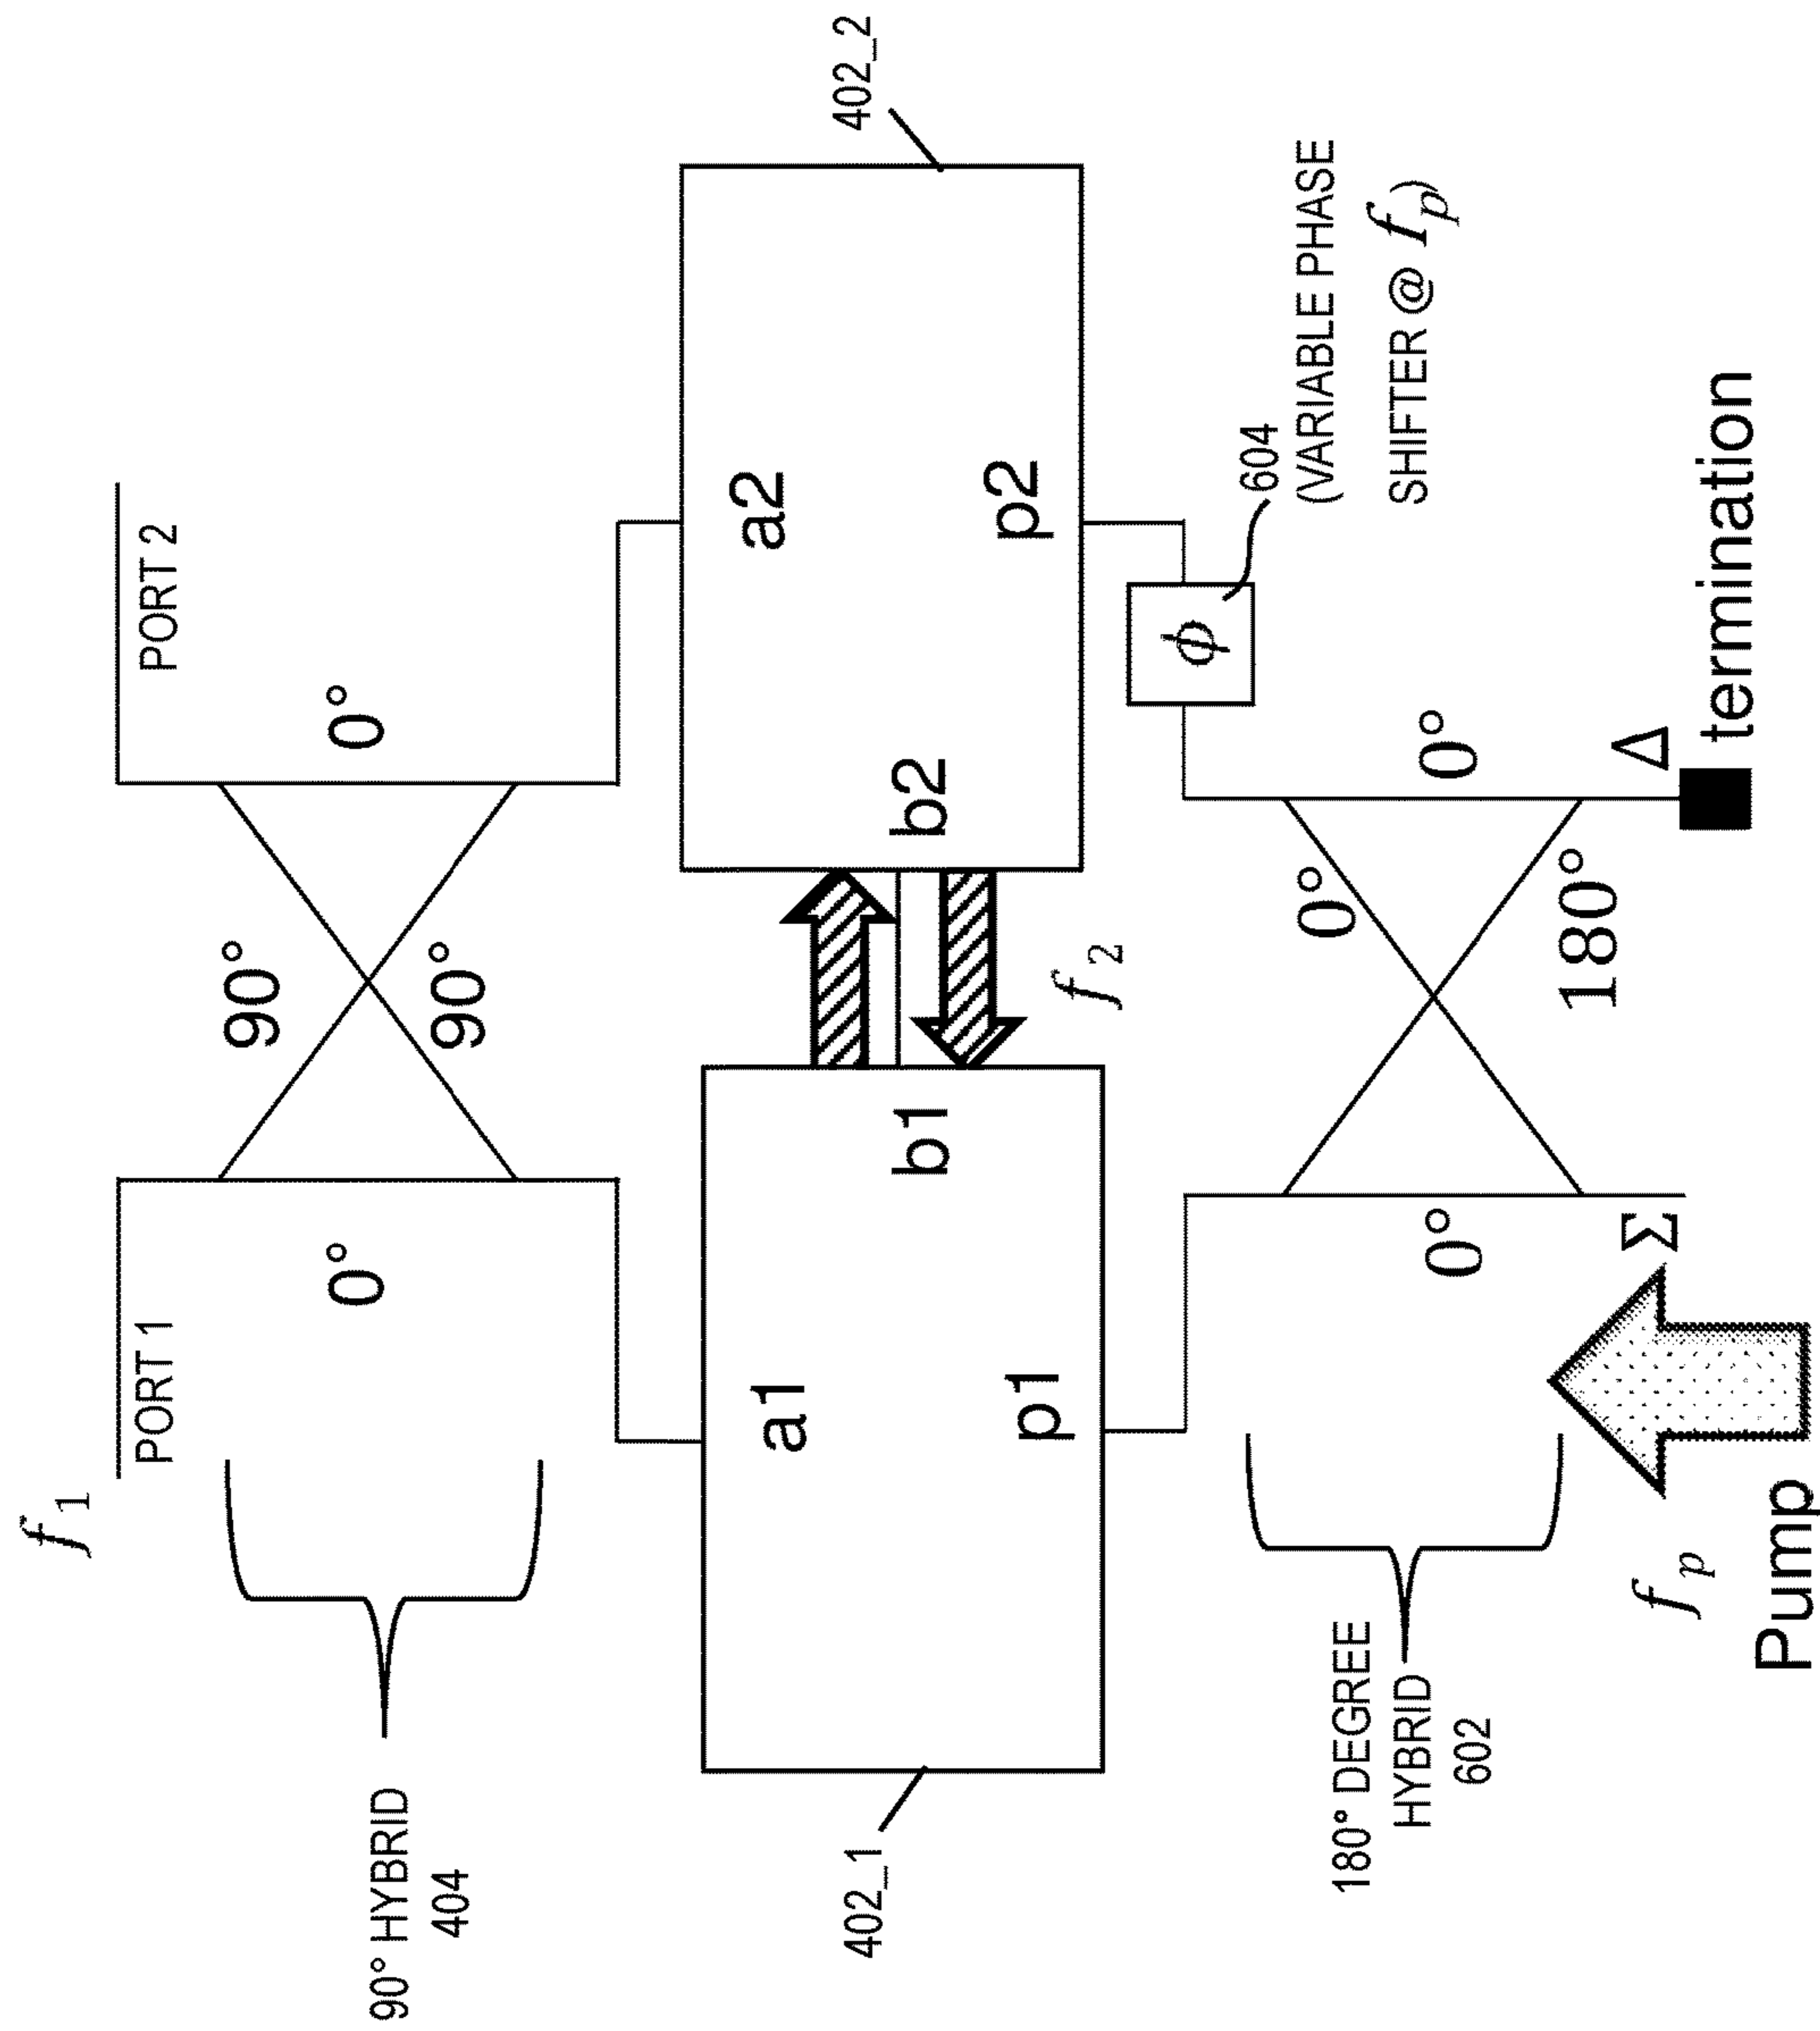 f1
PORT 1
PORT 2
90° HYBRID
404
0°
90°
90°
0°
402_1
a1
b1
p1
a2
b2
p2
402_2
f2
ϕ
604
(VARIABLE PHASE
SHIFTER @ fp)
180° DEGREE
HYBRID
602
0°
0°
180°
0°
Σ
Δ
fp
Pump
termination